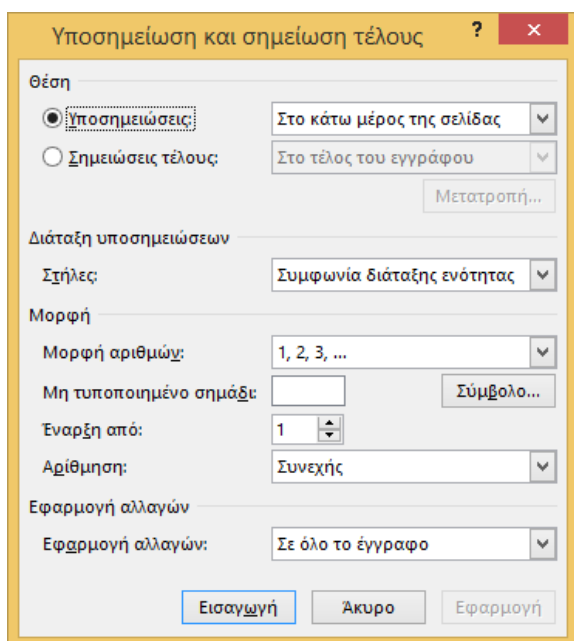 Υποσημείωση και σημείωση τέλους ?
Θέση
Υποσημειώσεις: Στο κάτω μέρος της σελίδας
Σημειώσεις τέλους: Στο τέλος του εγγράφου
Μετατροπή...
Διάταξη υποσημειώσεων
Στήλες: Συμφωνία διάταξης ενότητας
Μορφή
Μορφή αριθμών: 1, 2, 3, ...
Μη τυποποιημένο σημάδι: Σύμβολο...
Έναρξη από: 1
Αρίθμηση: Συνεχής
Εφαρμογή αλλαγών
Εφαρμογή αλλαγών: Σε όλο το έγγραφο
Εισαγωγή Άκυρο Εφαρμογή